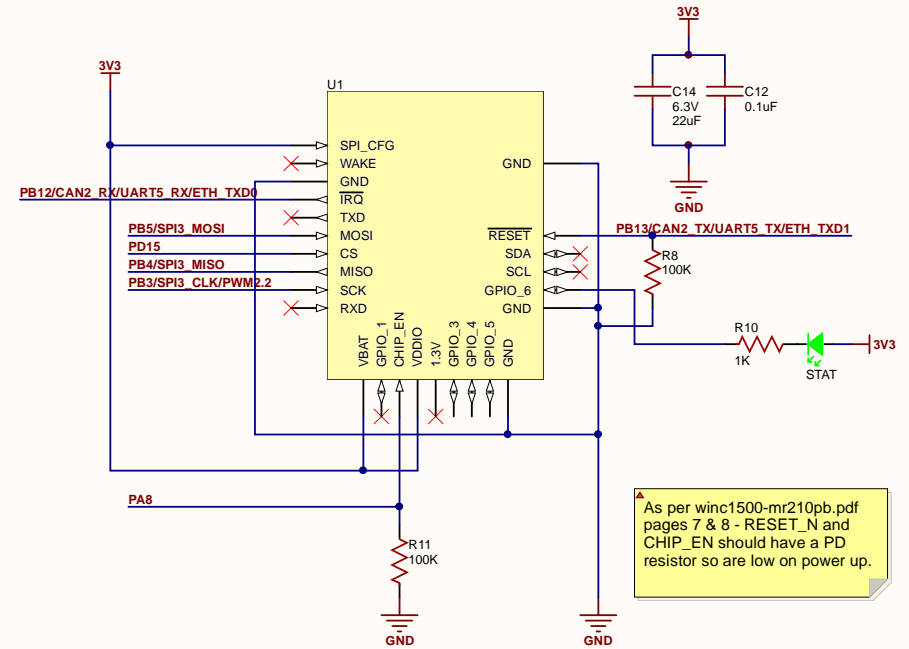 3V3
3V3
U1
C14
6.3V
22uF
C12
0.1uF
GND
SPI_CFG
WAKE
GND
IRQ
TXD
MOSI
CS
MISO
SCK
RXD
GND
RESET
SDA
SCL
GPIO_6
GND
VBAT
GPIO_1
CHIP_EN
VDDIO
1.3V
GPIO_3
GPIO_4
GPIO_5
GND
PB12/CAN2_RX/UART5_RX/ETH_TXD0
PB5/SPI3_MOSI
PD15
PB4/SPI3_MISO
PB3/SPI3_CLK/PWM2.2
PB13/CAN2_TX/UART5_TX/ETH_TXD1
R8
100K
R10
1K
STAT
3V3
PA8
R11
100K
GND
GND
As per winc1500-mr210pb.pdf
pages 7 & 8 - RESET_N and
CHIP_EN should have a PD
resistor so are low on power up.